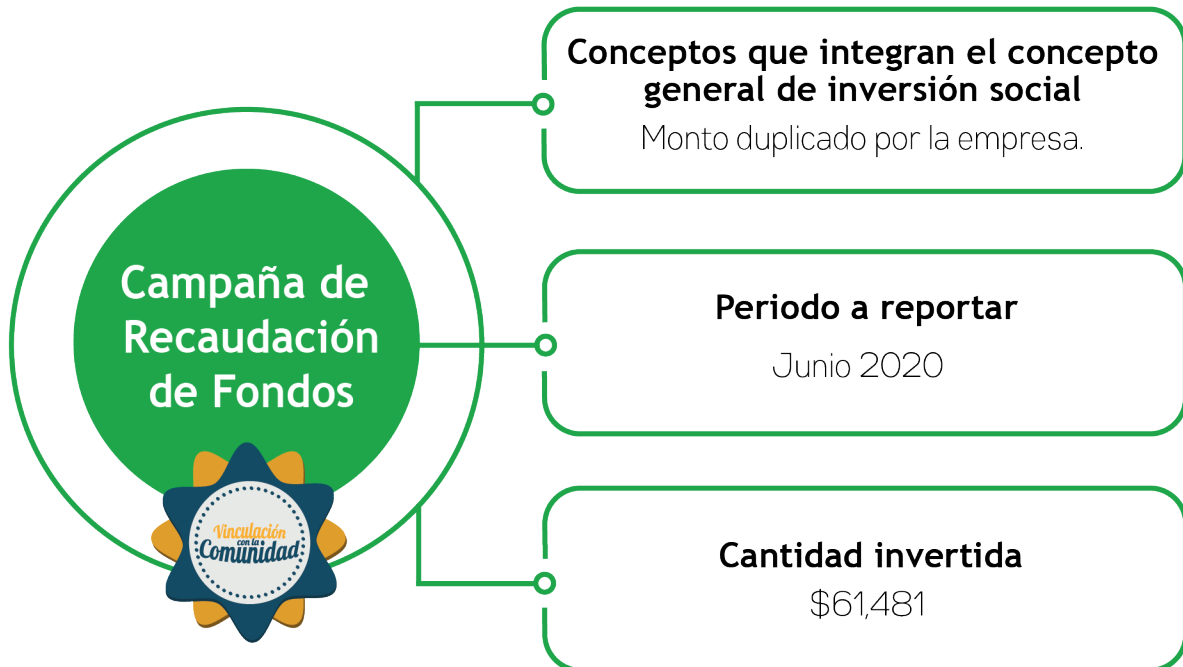 Conceptos que integran el concepto
general de inversión social
Monto duplicado por la empresa.
Campaña de
Recaudación
de Fondos
Periodo a reportar
Junio 2020
Vinculación
con la
Comunidad
Cantidad invertida
$61,481